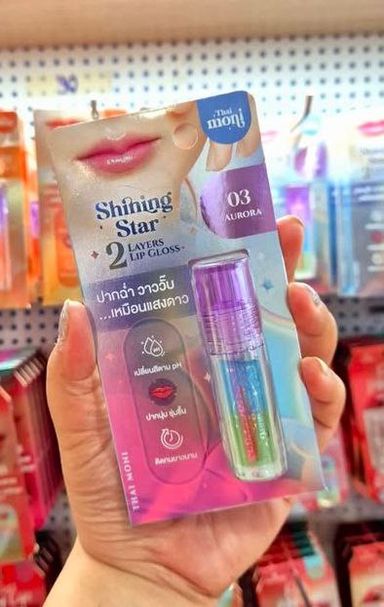 Thai
moni
Shining
Star
2 LAYERS
LIP GLOSS
03
AURORA
ปากฉ่ำ วาววิ้บ
...เหมือนแสงดาว
เปลี่ยนสีตาม pH
ปากนุ่ม ชุ่มชื้น
ติดทนยาวนาน
THAI MONI
30